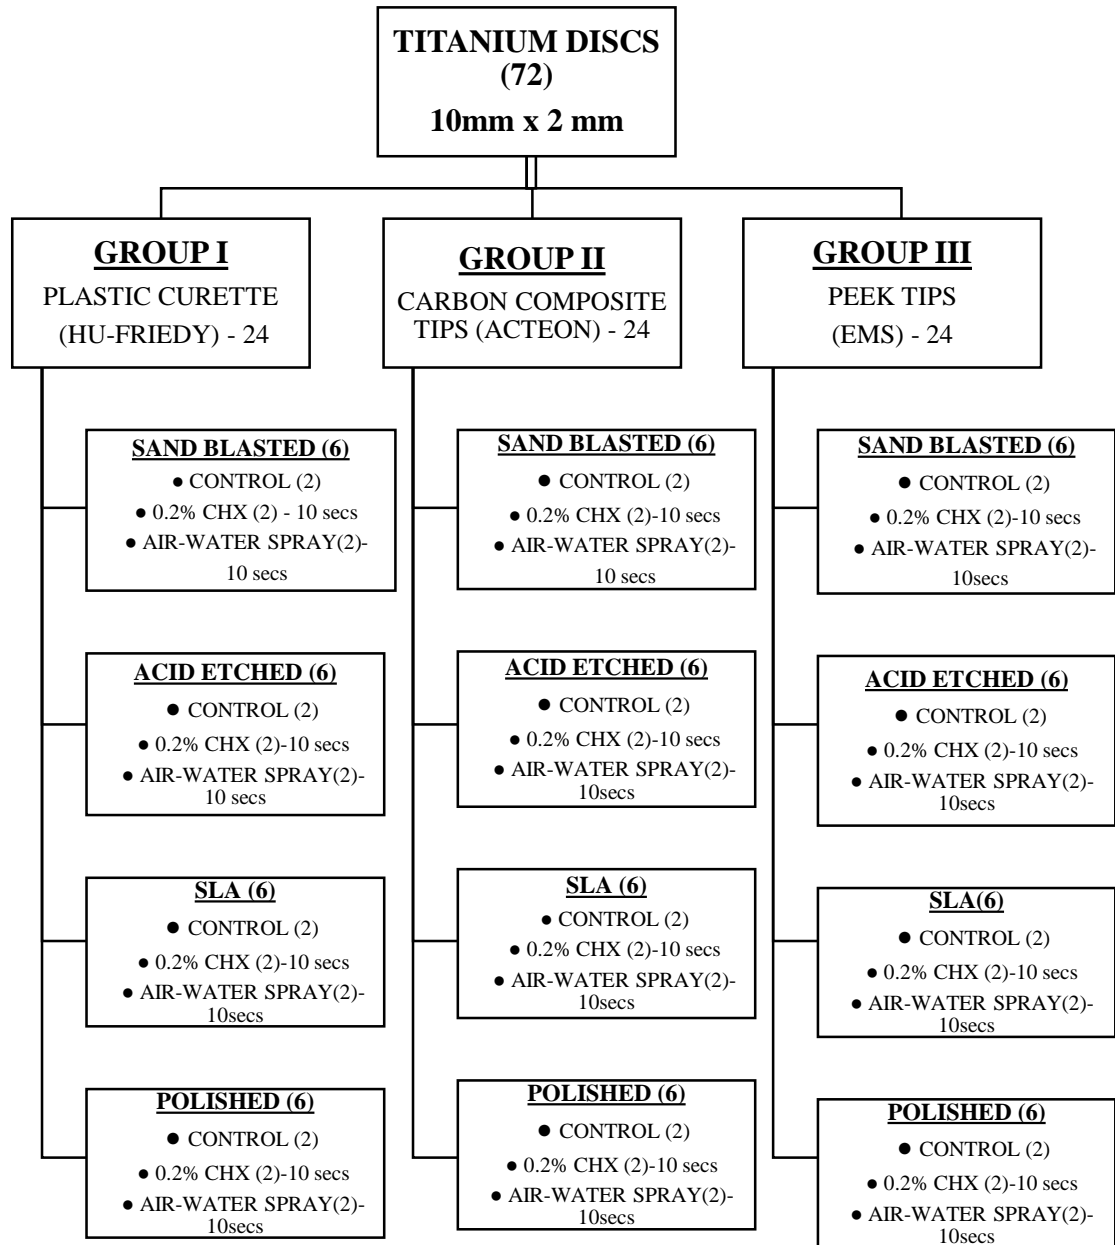 TITANIUM DISCS
(72)
10mm x 2 mm
GROUP I
PLASTIC CURETTE
(HU-FRIEDY) - 24
SAND BLASTED (6)
● CONTROL (2)
● 0.2% CHX (2) - 10 secs
● AIR-WATER SPRAY(2)-
10 secs
ACID ETCHED (6)
● CONTROL (2)
● 0.2% CHX (2)-10 secs
● AIR-WATER SPRAY(2)-
10 secs
SLA (6)
● CONTROL (2)
● 0.2% CHX (2)-10 secs
● AIR-WATER SPRAY(2)-
10secs
POLISHED (6)
● CONTROL (2)
● 0.2% CHX (2)-10 secs
● AIR-WATER SPRAY(2)-
10secs
GROUP II
CARBON COMPOSITE
TIPS (ACTEON) - 24
SAND BLASTED (6)
● CONTROL (2)
● 0.2% CHX (2)-10 secs
● AIR-WATER SPRAY(2)-
10 secs
ACID ETCHED (6)
● CONTROL (2)
● 0.2% CHX (2)-10 secs
● AIR-WATER SPRAY(2)-
10secs
SLA (6)
● CONTROL (2)
● 0.2% CHX (2)-10 secs
● AIR-WATER SPRAY(2)-
10secs
POLISHED (6)
● CONTROL (2)
● 0.2% CHX (2)-10 secs
● AIR-WATER SPRAY(2)-
10secs
GROUP III
PEEK TIPS
(EMS) - 24
SAND BLASTED (6)
● CONTROL (2)
● 0.2% CHX (2)-10 secs
● AIR-WATER SPRAY(2)-
10secs
ACID ETCHED (6)
● CONTROL (2)
● 0.2% CHX (2)-10 secs
● AIR-WATER SPRAY(2)-
10secs
SLA(6)
● CONTROL (2)
● 0.2% CHX (2)-10 secs
● AIR-WATER SPRAY(2)-
10secs
POLISHED (6)
● CONTROL (2)
● 0.2% CHX (2)-10 secs
● AIR-WATER SPRAY(2)-
10secs